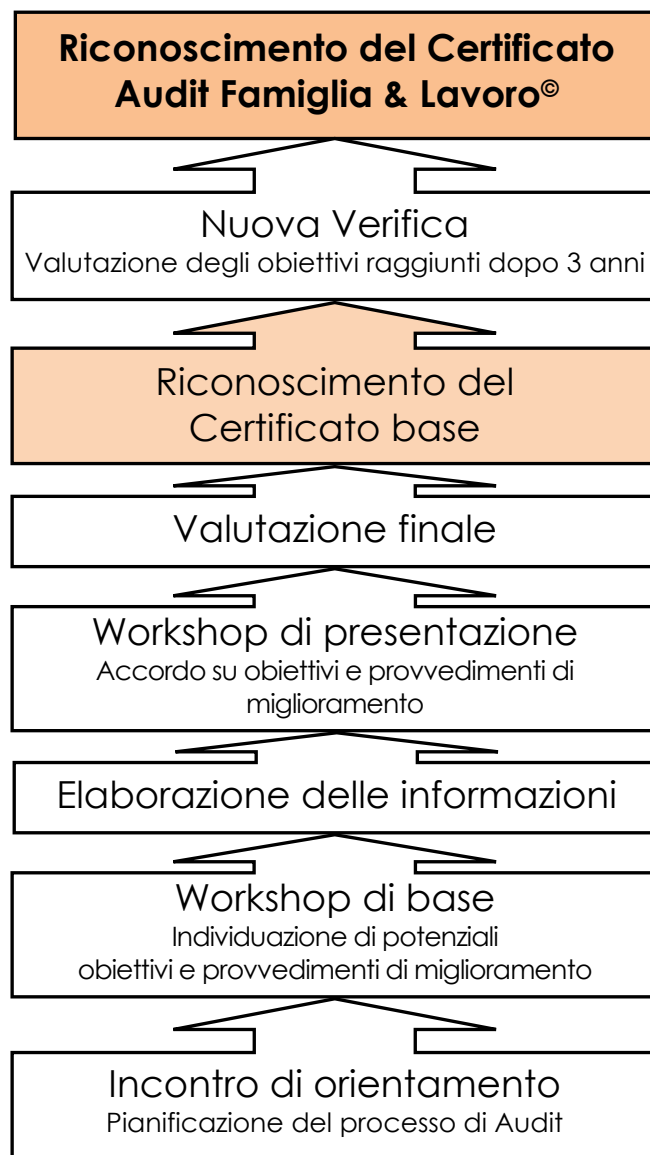 Riconoscimento del Certificato
Audit Famiglia & Lavoro©
Nuova Verifica
Valutazione degli obiettivi raggiunti dopo 3 anni
Riconoscimento del
Certificato base
Valutazione finale
Workshop di presentazione
Accordo su obiettivi e provvedimenti di
miglioramento
Elaborazione delle informazioni
Workshop di base
Individuazione di potenziali
obiettivi e provvedimenti di miglioramento
Incontro di orientamento
Pianificazione del processo di Audit